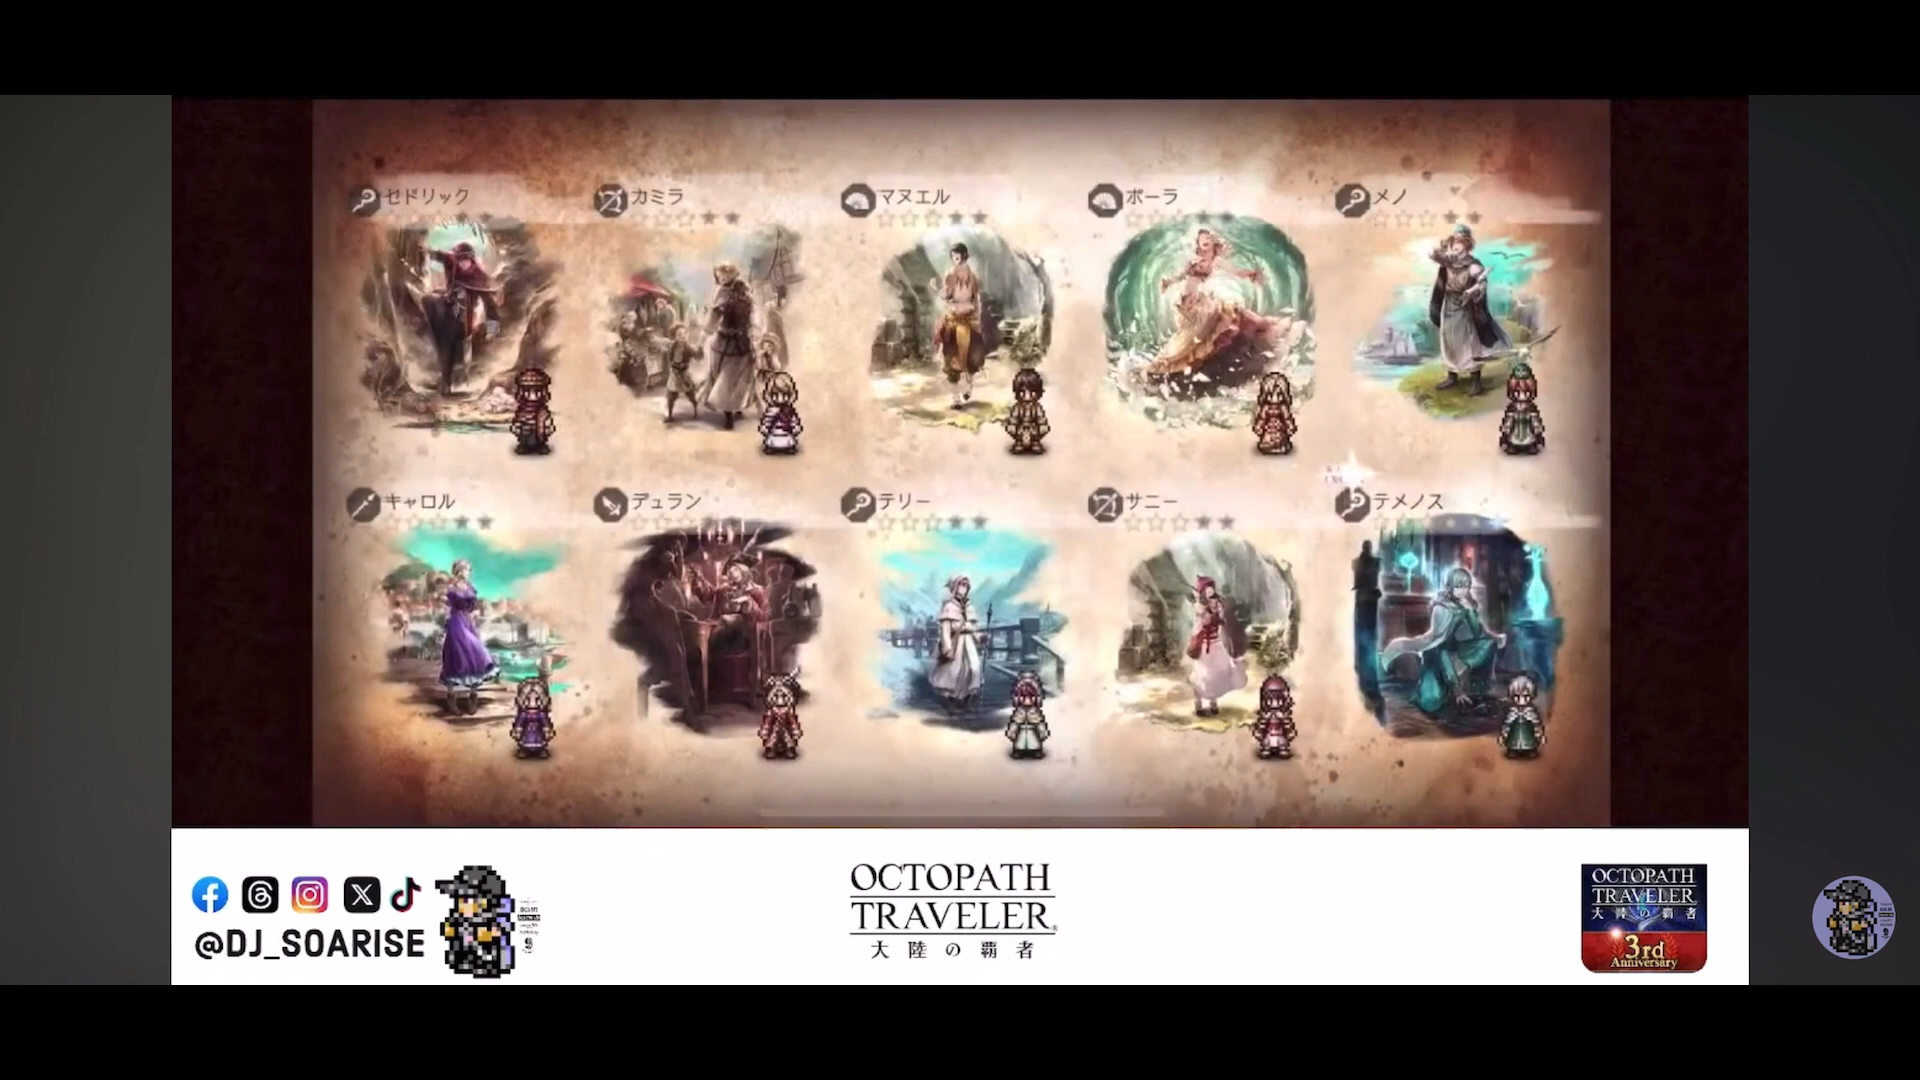 セドリック
カミラ
マヌエル
ポーラ
メノ
キャロル
デュラン
テリー
サニー
テメノス
@DJ_SOARISE
OCTOPATH
TRAVELER
大陸の覇者
OCTOPATH
TRAVELER
大陸の覇者
3rd
Anniversary